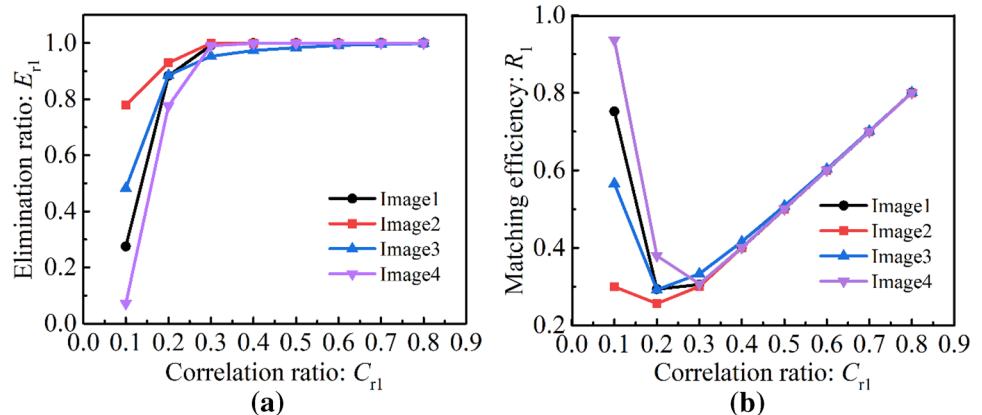 1.0
0.8
0.6
0.4
0.2
0.0
Elimination ratio: E_r1
Image1
Image2
Image3
Image4
0.0 0.1 0.2 0.3 0.4 0.5 0.6 0.7 0.8 0.9
Correlation ratio: C_r1
(a)
1.0
0.8
0.6
0.4
0.2
Matching efficiency: R_1
Image1
Image2
Image3
Image4
0.0 0.1 0.2 0.3 0.4 0.5 0.6 0.7 0.8 0.9
Correlation ratio: C_r1
(b)